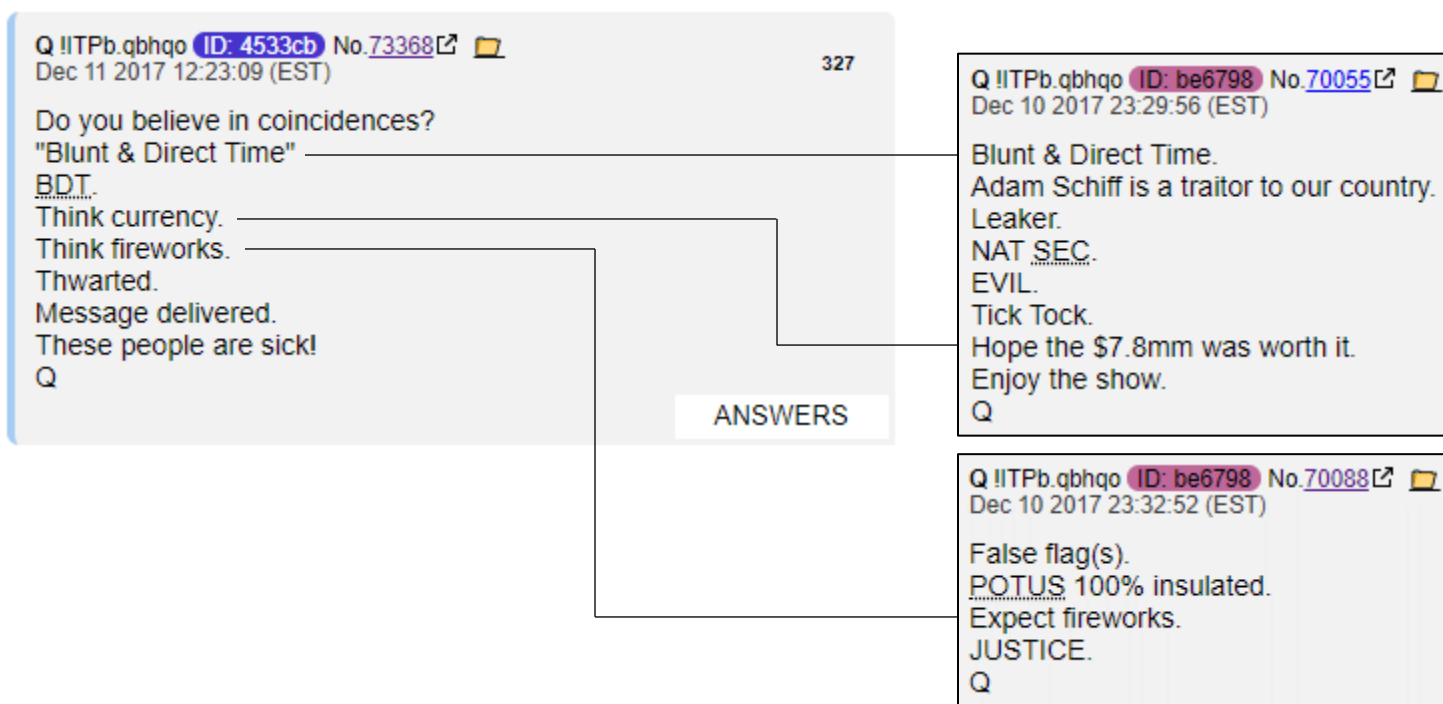 Q !ITPb.qbhqo ID: 4533cb No.73368
Dec 11 2017 12:23:09 (EST)
327
Do you believe in coincidences?
"Blunt & Direct Time"
BDT.
Think currency.
Think fireworks.
Thwarted.
Message delivered.
These people are sick!
Q
ANSWERS
Q !ITPb.qbhqo ID: be6798 No.70055
Dec 10 2017 23:29:56 (EST)
Blunt & Direct Time.
Adam Schiff is a traitor to our country.
Leaker.
NAT SEC.
EVIL.
Tick Tock.
Hope the $7.8mm was worth it.
Enjoy the show.
Q
Q !ITPb.qbhqo ID: be6798 No.70088
Dec 10 2017 23:32:52 (EST)
False flag(s).
POTUS 100% insulated.
Expect fireworks.
JUSTICE.
Q